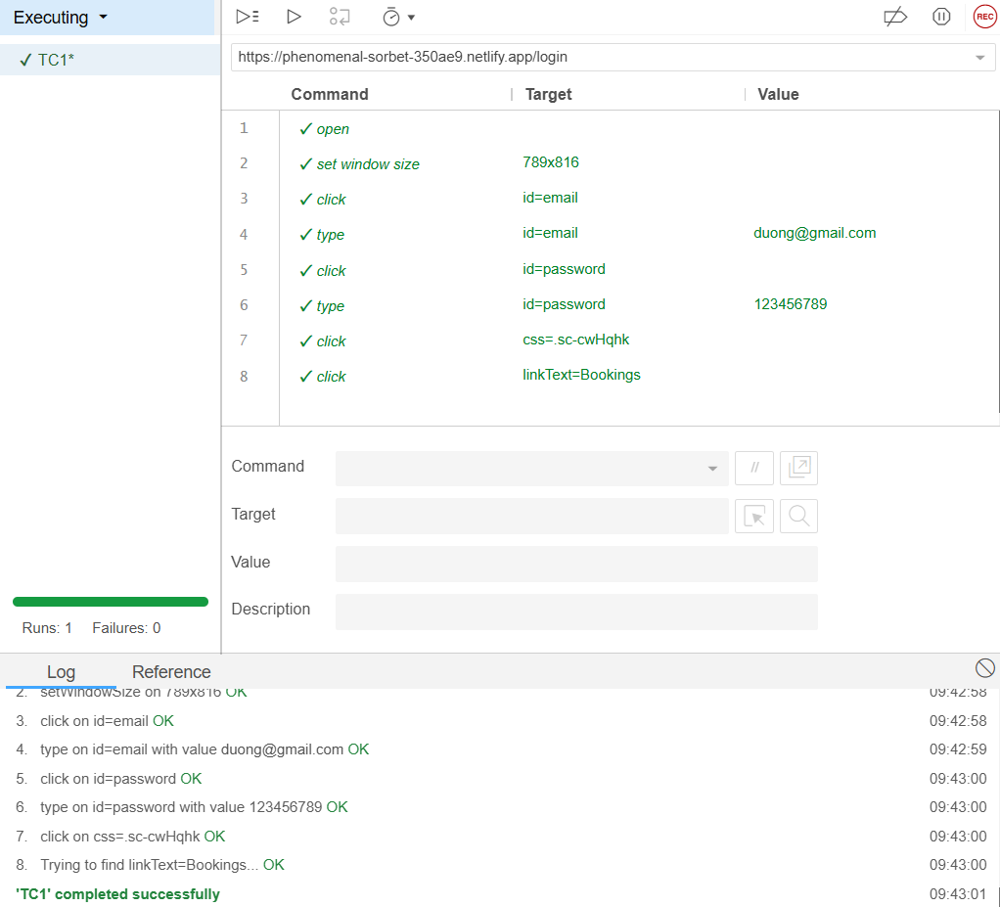 Executing
REC
✓ TC1*
https://phenomenal-sorbet-350ae9.netlify.app/login
Command Target Value
1 ✓ open
2 ✓ set window size 789x816
3 ✓ click id=email
4 ✓ type id=email duong@gmail.com
5 ✓ click id=password
6 ✓ type id=password 123456789
7 ✓ click css=.sc-cwHqhk
8 ✓ click linkText=Bookings
Command //
Target
Value
Description
Runs: 1 Failures: 0
Log Reference
2. setWindowSize on 789x816 OK 09:42:58
3. click on id=email OK 09:42:58
4. type on id=email with value duong@gmail.com OK 09:42:59
5. click on id=password OK 09:43:00
6. type on id=password with value 123456789 OK 09:43:00
7. click on css=.sc-cwHqhk OK 09:43:00
8. Trying to find linkText=Bookings... OK 09:43:00
'TC1' completed successfully 09:43:01